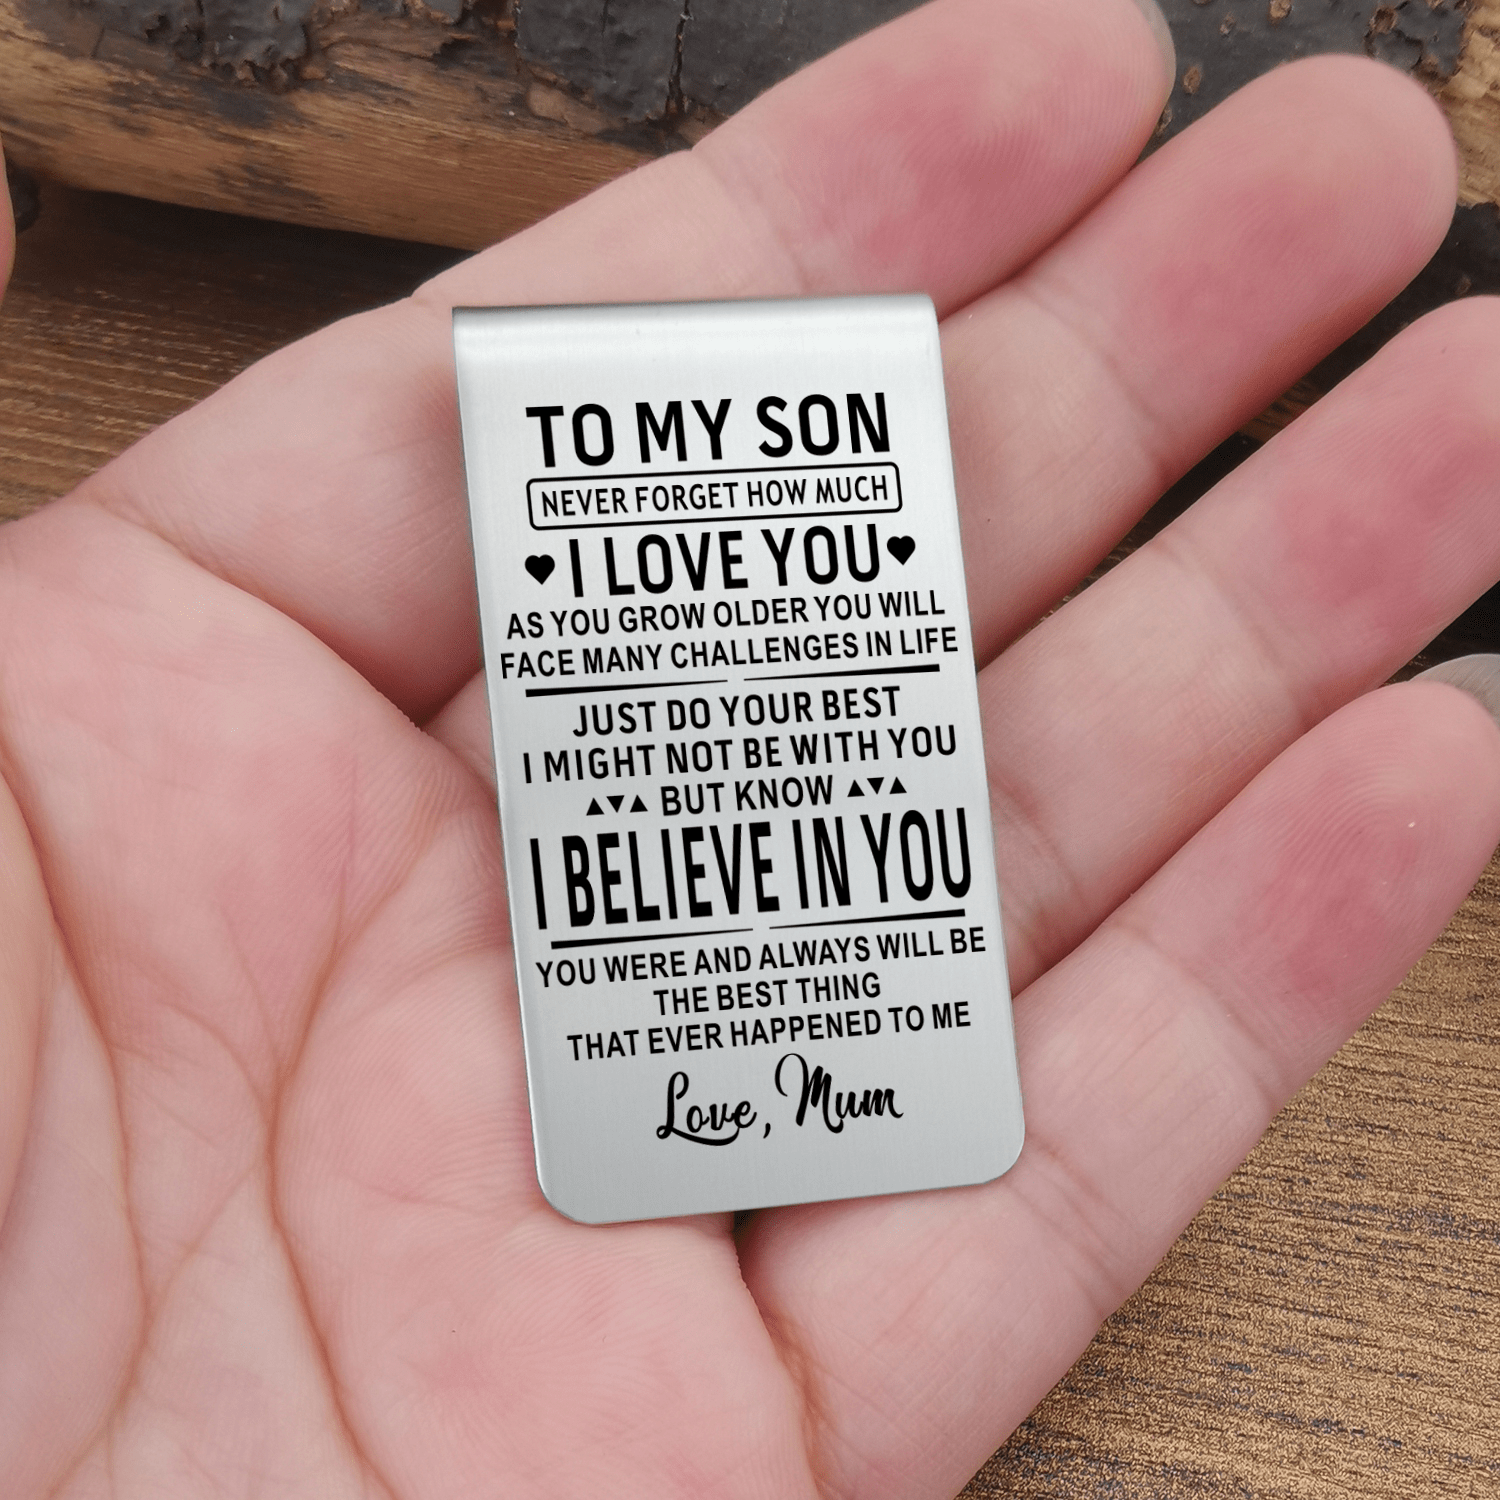 TO MY SON
NEVER FORGET HOW MUCH
I LOVE YOU
AS YOU GROW OLDER YOU WILL
FACE MANY CHALLENGES IN LIFE
JUST DO YOUR BEST
I MIGHT NOT BE WITH YOU
BUT KNOW
I BELIEVE IN YOU
YOU WERE AND ALWAYS WILL BE
THE BEST THING
THAT EVER HAPPENED TO ME
Love, Mum